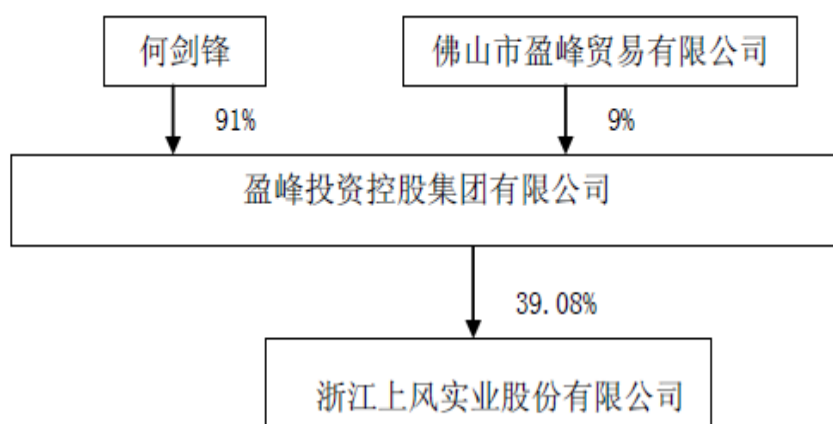 何剑锋
佛山市盈峰贸易有限公司
91%
9%
盈峰投资控股集团有限公司
39.08%
浙江上风实业股份有限公司